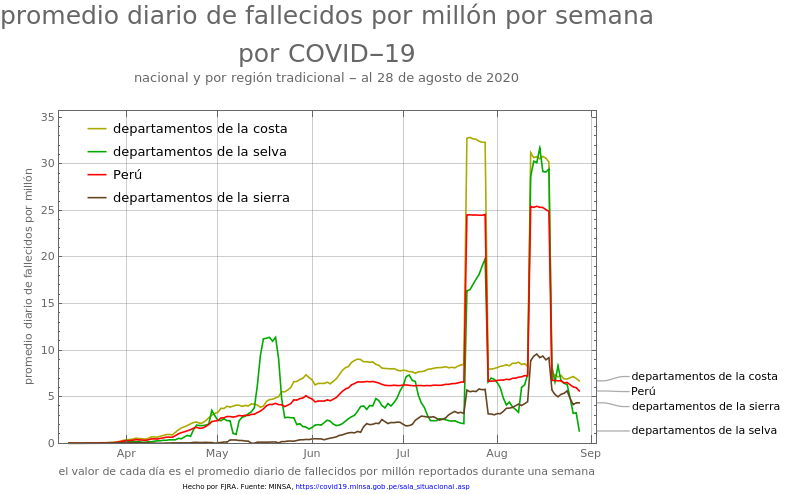 promedio diario de fallecidos por millón por semana
por COVID−19
nacional y por región tradicional − al 28 de agosto de 2020
promedio diario de fallecidos por millón
35
30
25
20
15
10
5
0
departamentos de la costa
departamentos de la selva
Perú
departamentos de la sierra
Apr May Jun Jul Aug Sep
departamentos de la costa
Perú
departamentos de la sierra
departamentos de la selva
el valor de cada día es el promedio diario de fallecidos por millón reportados durante una semana
Hecho por FJRA. Fuente: MINSA, https://covid19.minsa.gob.pe/sala_situacional.asp